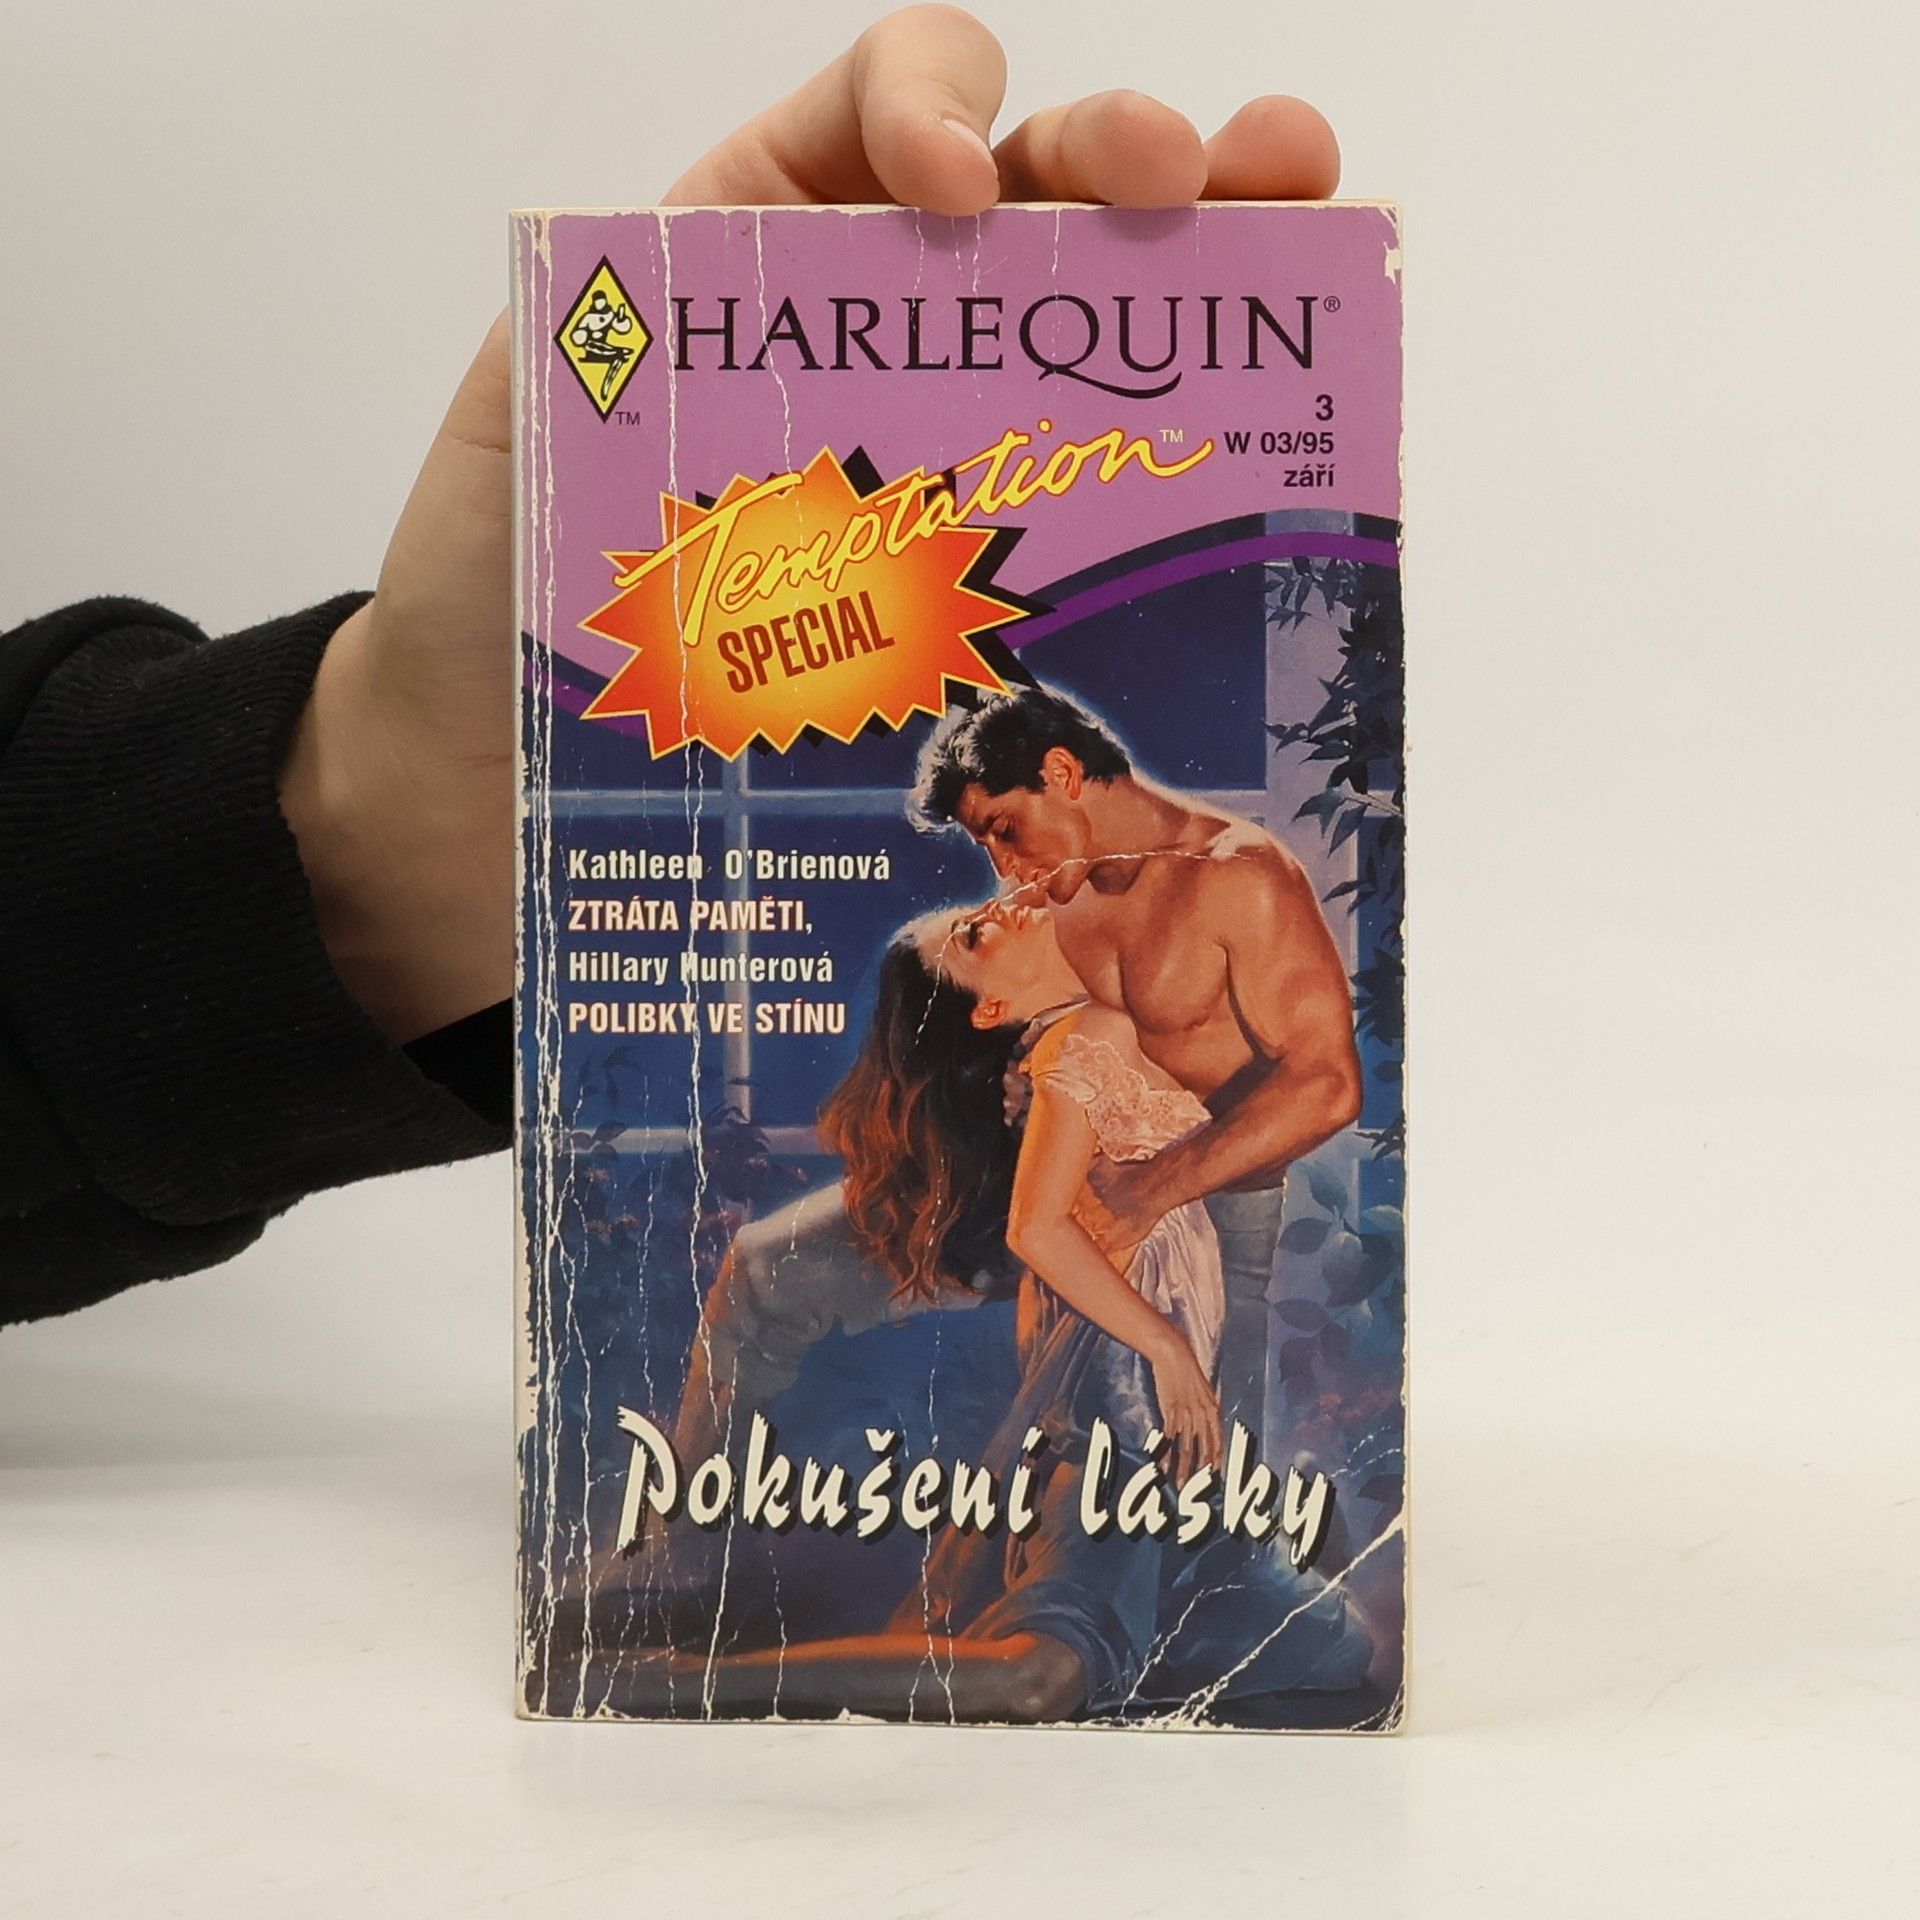 HARLEQUIN®
TM
3
W 03/95
září
Temptation™
SPECIAL
Kathleen O'Brienová
ZTRÁTA PAMĚTI,
Hillary Hunterová
POLIBKY VE STÍNU
Pokušení lásky